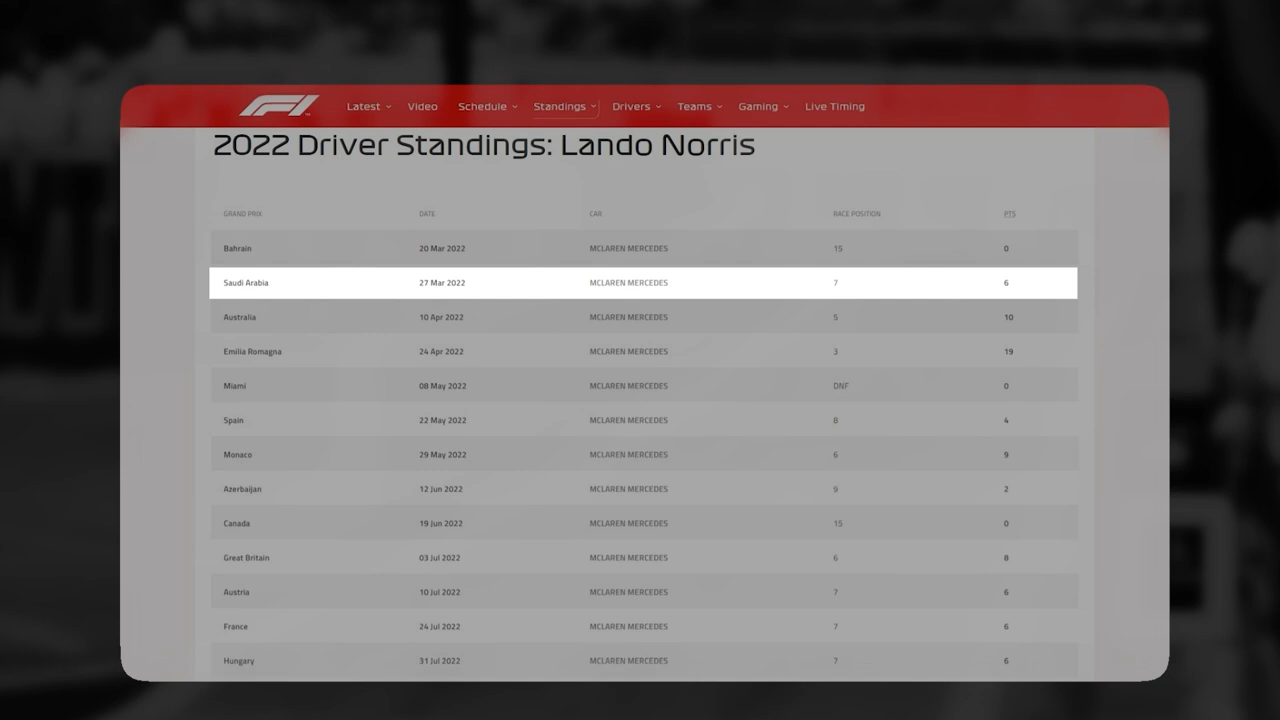 F1
Latest Video Schedule Standings Drivers Teams Gaming Live Timing
2022 Driver Standings: Lando Norris
GRAND PRIX DATE CAR RACE POSITION PTS
Bahrain 20 Mar 2022 MCLAREN MERCEDES 15 0
Saudi Arabia 27 Mar 2022 MCLAREN MERCEDES 7 6
Australia 10 Apr 2022 MCLAREN MERCEDES 5 10
Emilia Romagna 24 Apr 2022 MCLAREN MERCEDES 3 19
Miami 08 May 2022 MCLAREN MERCEDES DNF 0
Spain 22 May 2022 MCLAREN MERCEDES 8 4
Monaco 29 May 2022 MCLAREN MERCEDES 6 9
Azerbaijan 12 Jun 2022 MCLAREN MERCEDES 9 2
Canada 19 Jun 2022 MCLAREN MERCEDES 15 0
Great Britain 03 Jul 2022 MCLAREN MERCEDES 6 8
Austria 10 Jul 2022 MCLAREN MERCEDES 7 6
France 24 Jul 2022 MCLAREN MERCEDES 7 6
Hungary 31 Jul 2022 MCLAREN MERCEDES 7 6